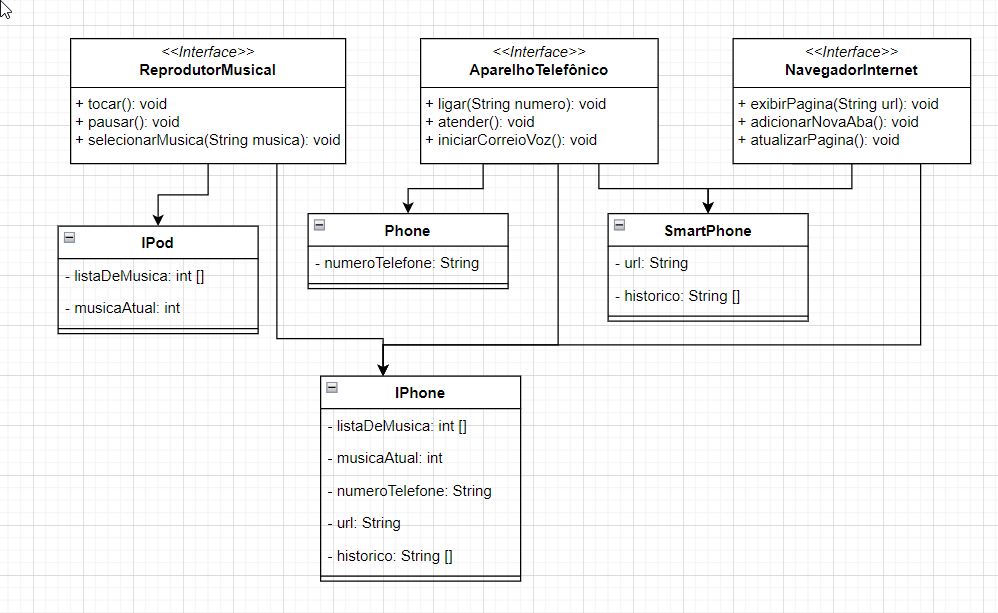 <<Interface>>
ReprodutorMusical
+ tocar(): void
+ pausar(): void
+ selecionarMusica(String musica): void
<<Interface>>
AparelhoTelefônico
+ ligar(String numero): void
+ atender(): void
+ iniciarCorreioVoz(): void
<<Interface>>
NavegadorInternet
+ exibirPagina(String url): void
+ adicionarNovaAba(): void
+ atualizarPagina(): void
IPod
- listaDeMusica: int []
- musicaAtual: int
Phone
- numeroTelefone: String
SmartPhone
- url: String
- historico: String []
IPhone
- listaDeMusica: int []
- musicaAtual: int
- numeroTelefone: String
- url: String
- historico: String []